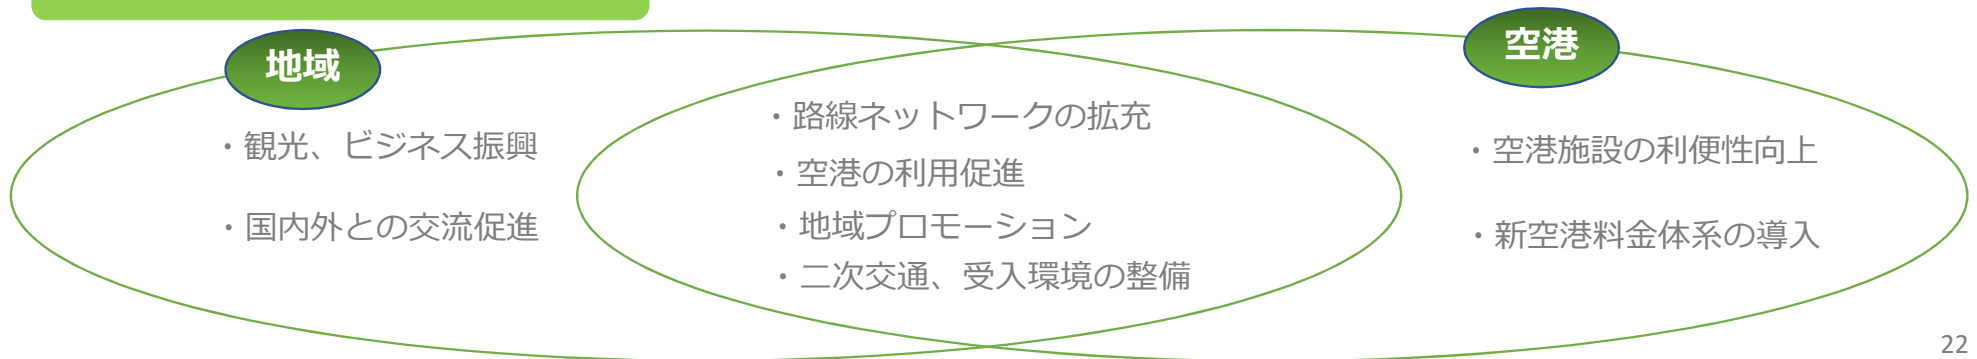 地域
・観光、ビジネス振興
・国内外との交流促進
・路線ネットワークの拡充
・空港の利用促進
・地域プロモーション
・二次交通、受入環境の整備
空港
・空港施設の利便性向上
・新空港料金体系の導入
22